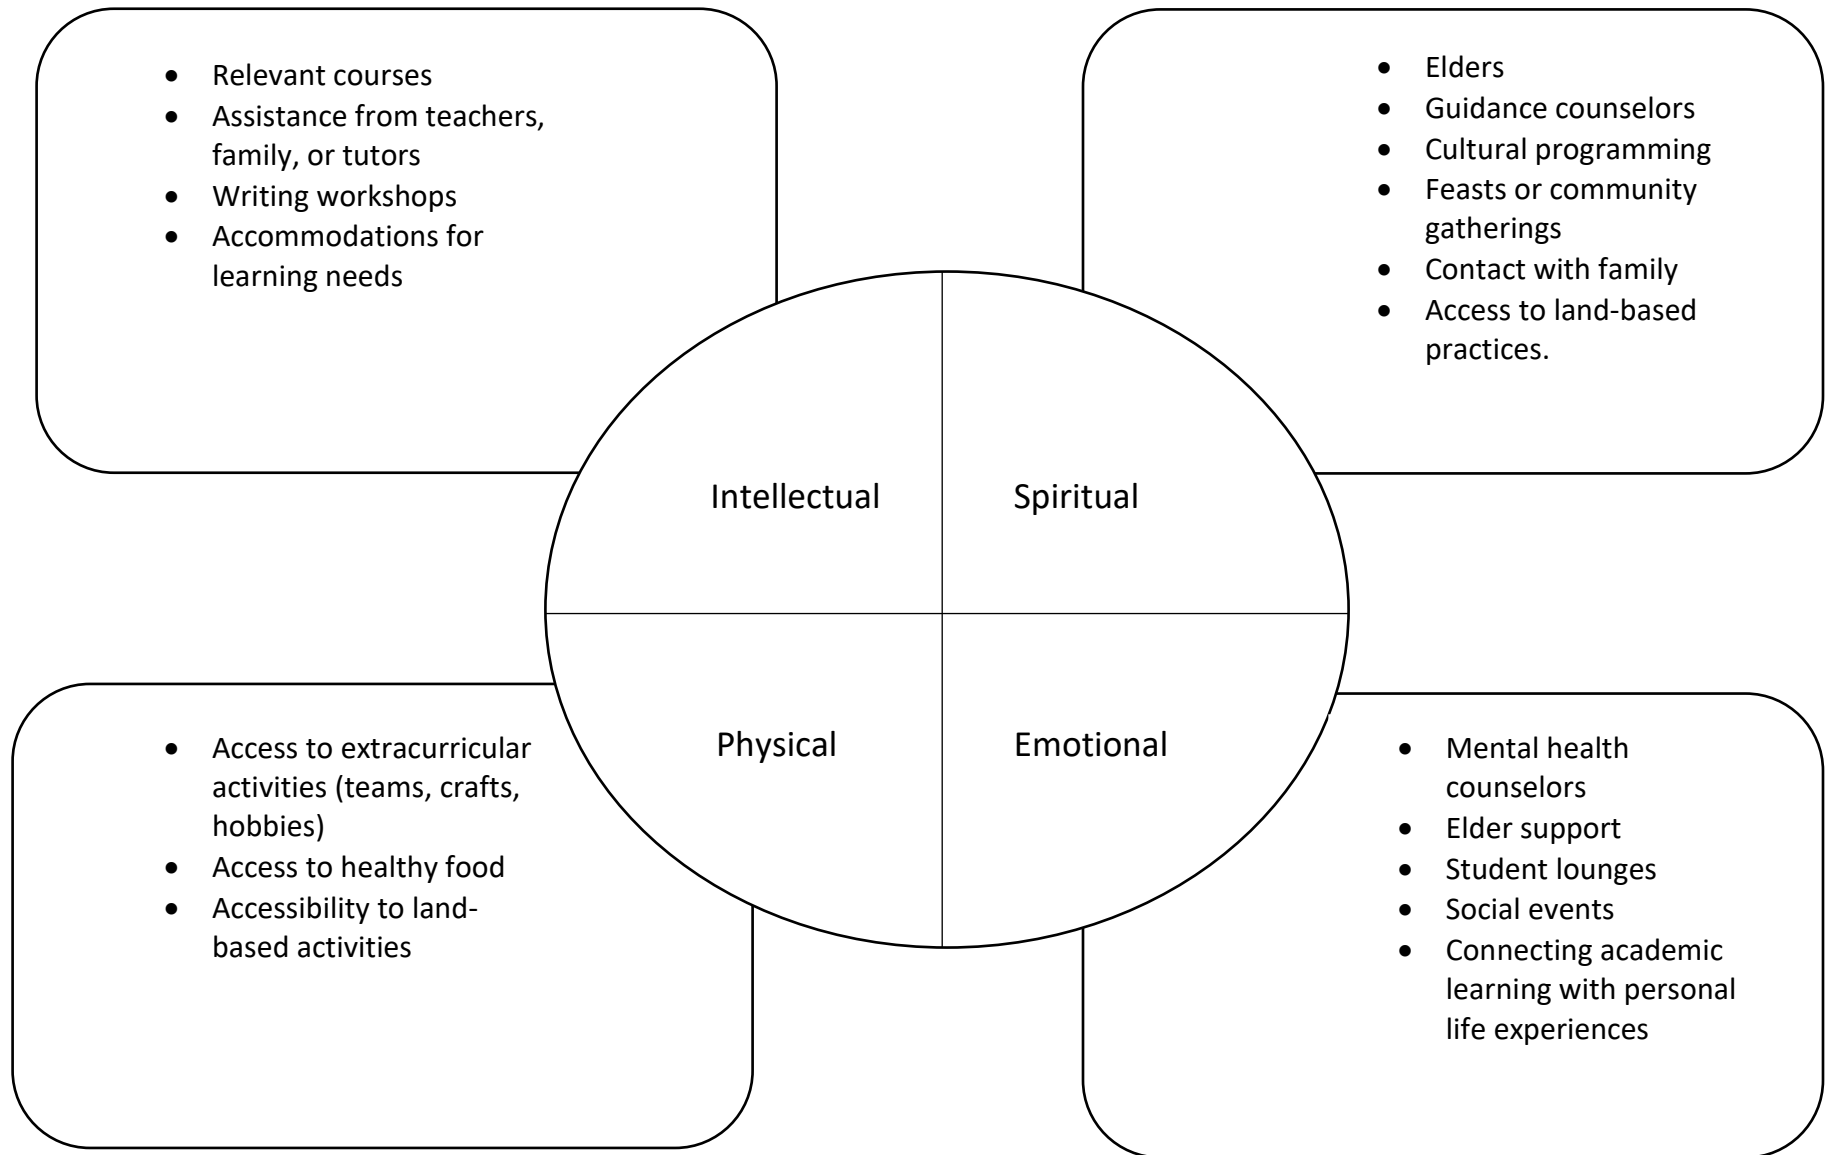 • Relevant courses
• Assistance from teachers,
family, or tutors
• Writing workshops
• Accommodations for
learning needs
• Elders
• Guidance counselors
• Cultural programming
• Feasts or community
gatherings
• Contact with family
• Access to land-based
practices.
Intellectual
Spiritual
Physical
Emotional
• Access to extracurricular
activities (teams, crafts,
hobbies)
• Access to healthy food
• Accessibility to land-
based activities
• Mental health
counselors
• Elder support
• Student lounges
• Social events
• Connecting academic
learning with personal
life experiences